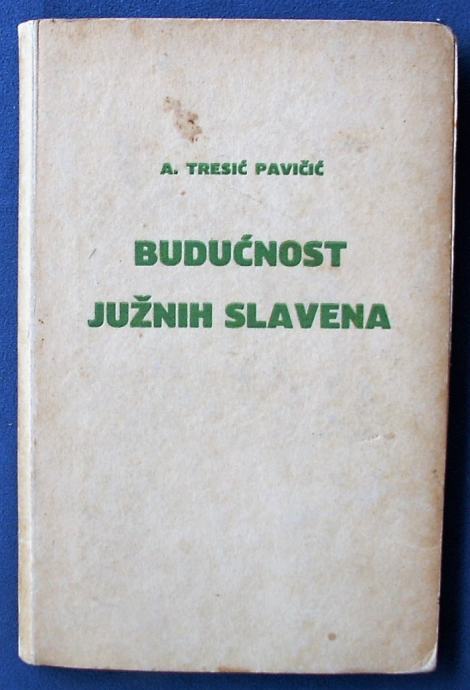 A. TRESIĆ PAVIČIĆ
BUDUĆNOST
JUŽNIH SLAVENA